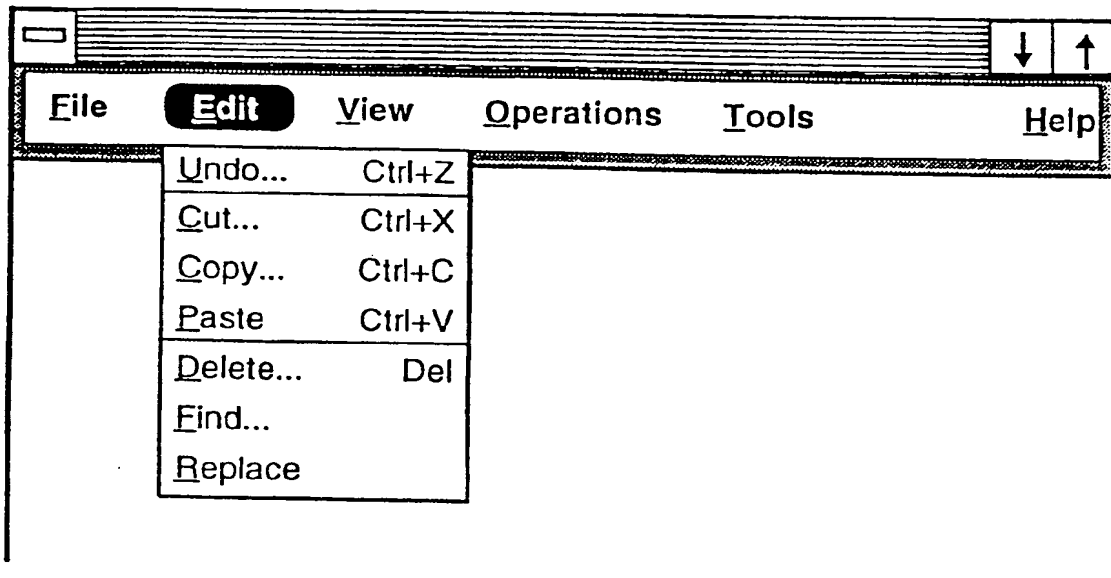 File Edit View Operations Tools Help
Undo... Ctrl+Z
Cut... Ctrl+X
Copy... Ctrl+C
Paste Ctrl+V
Delete... Del
Find...
Replace